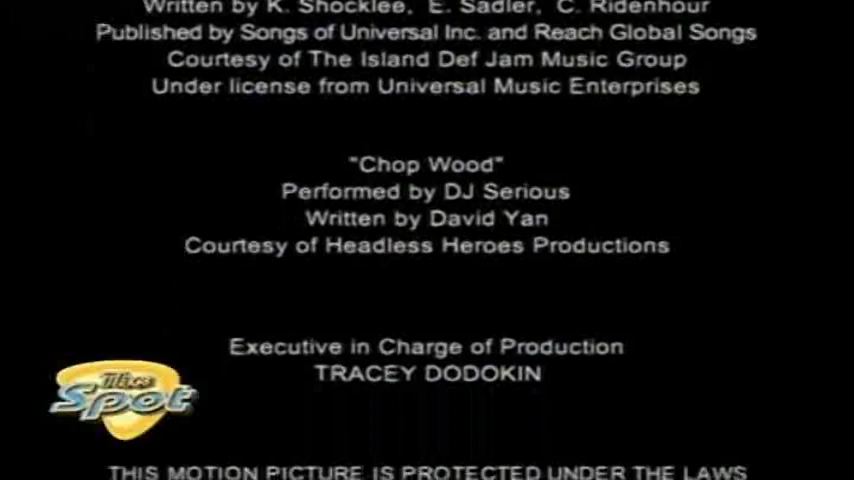 Written by K. Shocklee, E. Sadler, C. Ridenhour
Published by Songs of Universal Inc. and Reach Global Songs
Courtesy of The Island Def Jam Music Group
Under license from Universal Music Enterprises
"Chop Wood"
Performed by DJ Serious
Written by David Yan
Courtesy of Headless Heroes Productions
Executive in Charge of Production
TRACEY DODOKIN
The
Spot
THIS MOTION PICTURE IS PROTECTED UNDER THE LAWS